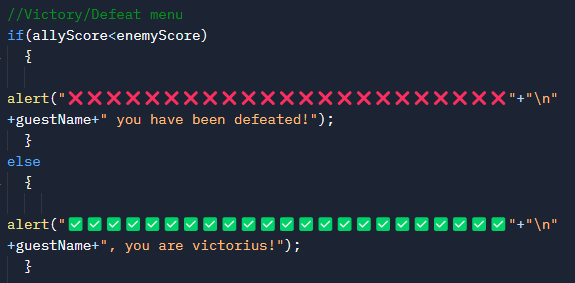 //Victory/Defeat menu
if(allyScore<enemyScore)
{
alert("❌❌❌❌❌❌❌❌❌❌❌❌❌❌❌❌❌❌❌❌❌❌❌"+"\n"
+guestName+" you have been defeated!");
}
else
{
alert("✅✅✅✅✅✅✅✅✅✅✅✅✅✅✅✅✅✅✅✅✅✅✅"+"\n"
+guestName+", you are victorius!");
}